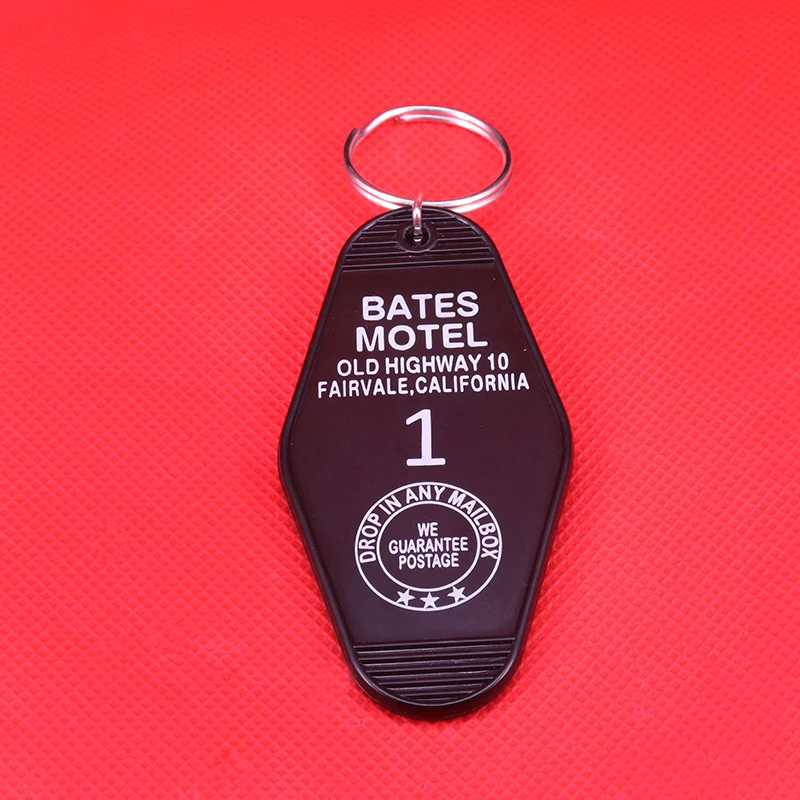 BATES
MOTEL
OLD HIGHWAY 10
FAIRVALE,CALIFORNIA
1
DROP IN ANY MAILBOX
WE
GUARANTEE
POSTAGE